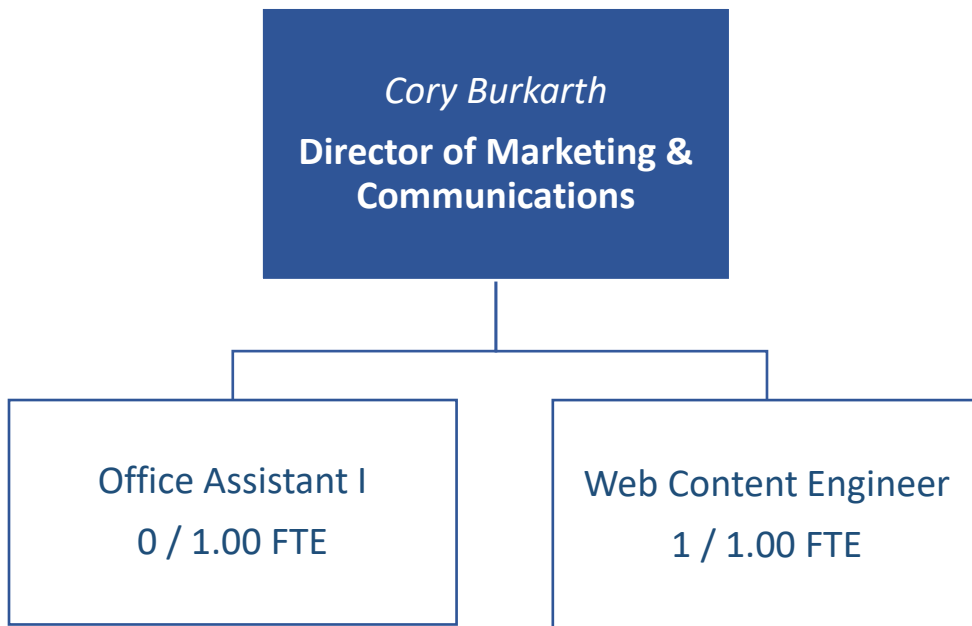 Cory Burkarth
Director of Marketing &
Communications
Office Assistant I
0 / 1.00 FTE
Web Content Engineer
1 / 1.00 FTE